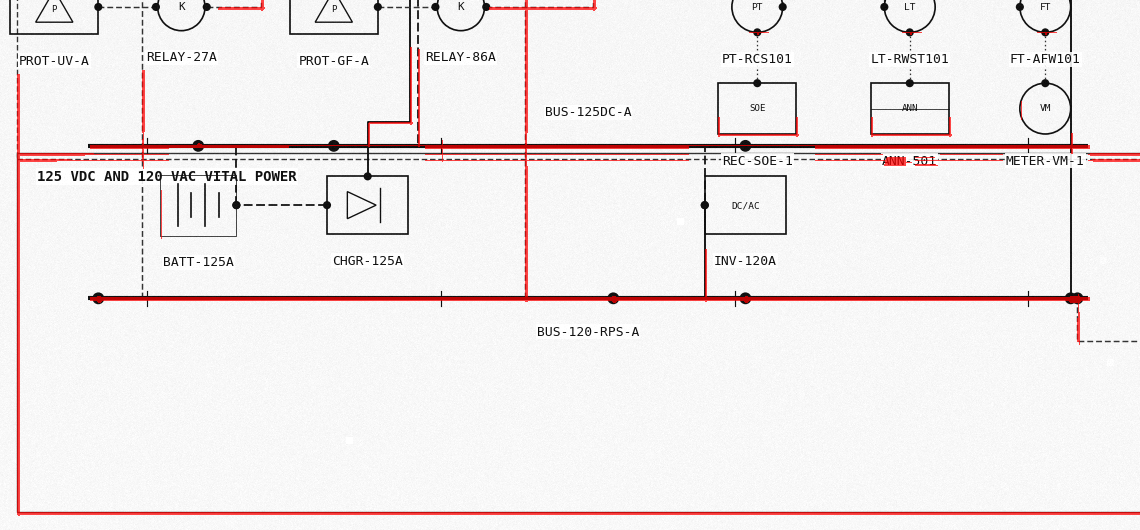 P
K
P
K
PT
LT
FT
PROT-UV-A
RELAY-27A
PROT-GF-A
RELAY-86A
PT-RCS101
LT-RWST101
FT-AFW101
BUS-125DC-A
SOE
ANN
VM
REC-SOE-1
ANN-501
METER-VM-1
125 VDC AND 120 VAC VITAL POWER
DC/AC
BATT-125A
CHGR-125A
INV-120A
BUS-120-RPS-A